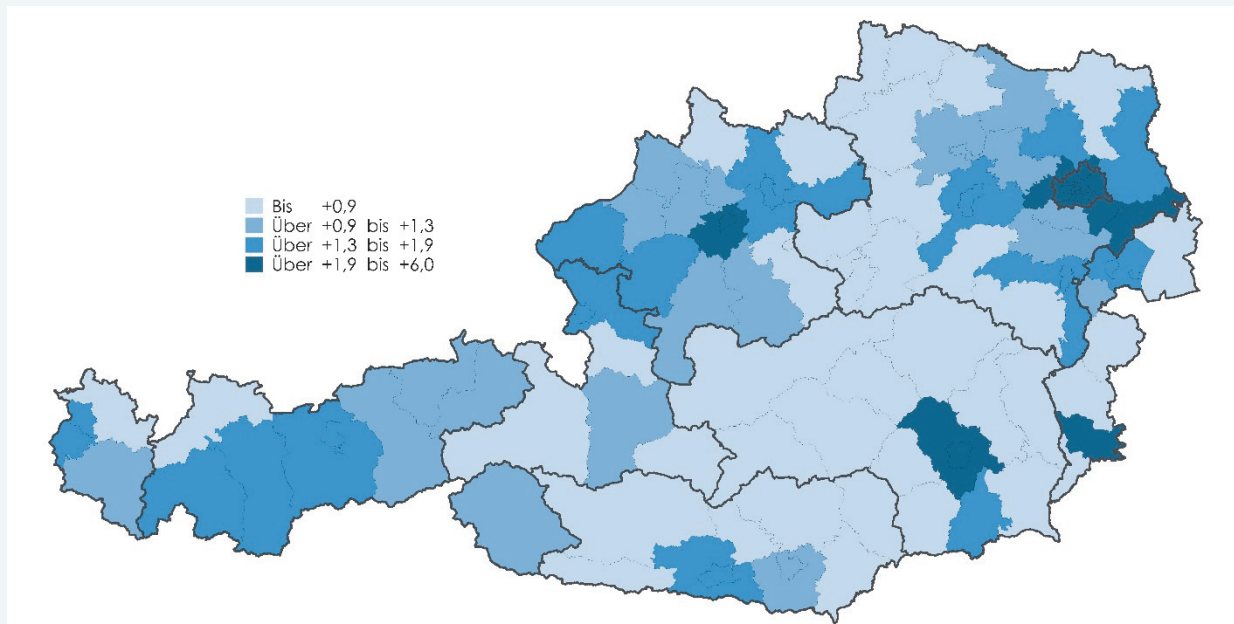 Bis +0,9
Über +0,9 bis +1,3
Über +1,3 bis +1,9
Über +1,9 bis +6,0